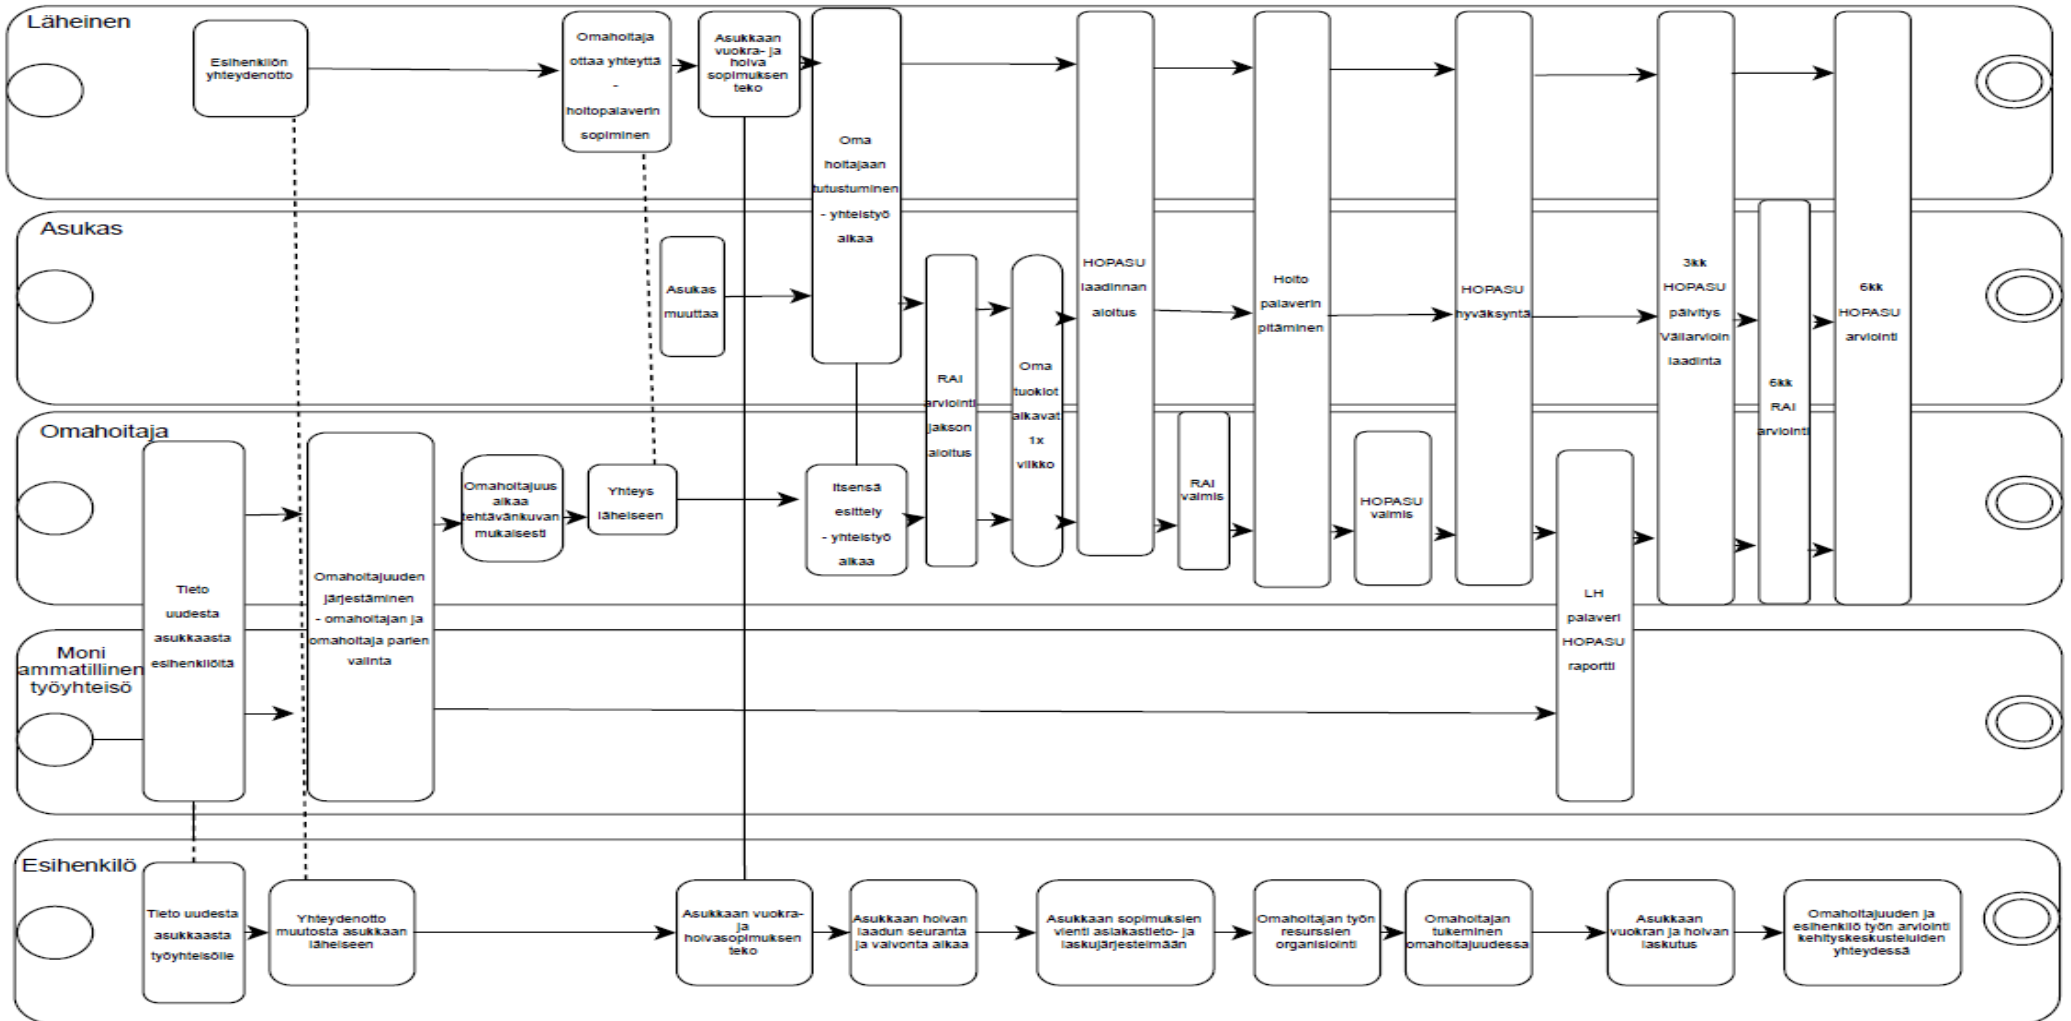 Läheinen
Esihenkilön
yhteydenotto
Omahoitaja
ottaa yhteyttä
-
hoitopalaverin
sopiminen
Asukkaan
vuokra- ja
hoiva
sopimuksen
teko
Oma
hoitajaan
tutustuminen
- yhteistyö
alkaa
Asukas
Asukas
muuttaa
RAI
arviointi
jakson
aloitus
Oma
tuokiot
alkavat
1x
viikko
HOPASU
laadinnan
aloitus
Hoito
palaverin
pitäminen
HOPASU
hyväksyntä
3kk
HOPASU
päivitys
Väliarvioin
laadinta
6kk
RAI
arviointi
6kk
HOPASU
arviointi
Omahoitaja
Tieto
uudesta
asukkaasta
esihenkilöltä
Omahoitajuuden
järjestäminen
- omahoitajan ja
omahoitaja parien
valinta
Omahoitajuus
alkaa
tehtävänkuvan
mukaisesti
Yhteys
läheiseen
Itsensä
esittely
- yhteistyö
alkaa
RAI
valmis
HOPASU
valmis
LH
palaveri
HOPASU
raportti
Moni
ammatillinen
työyhteisö
Esihenkilö
Tieto uudesta
asukkaasta
työyhteisölle
Yhteydenotto
muutosta asukkaan
läheiseen
Asukkaan vuokra-
ja
hoivasopimuksen
teko
Asukkaan hoivan
laadun seuranta
ja valvonta alkaa
Asukkaan sopimuksien
vienti asiakastieto- ja
laskujärjestelmään
Omahoitajan työn
resurssien
organisiointi
Omahoitajan
tukeminen
omahoitajuudessa
Asukkaan
vuokran ja hoivan
laskutus
Omahoitajuuden ja
esihenkilö työn arviointi
kehityskeskusteluiden
yhteydessä